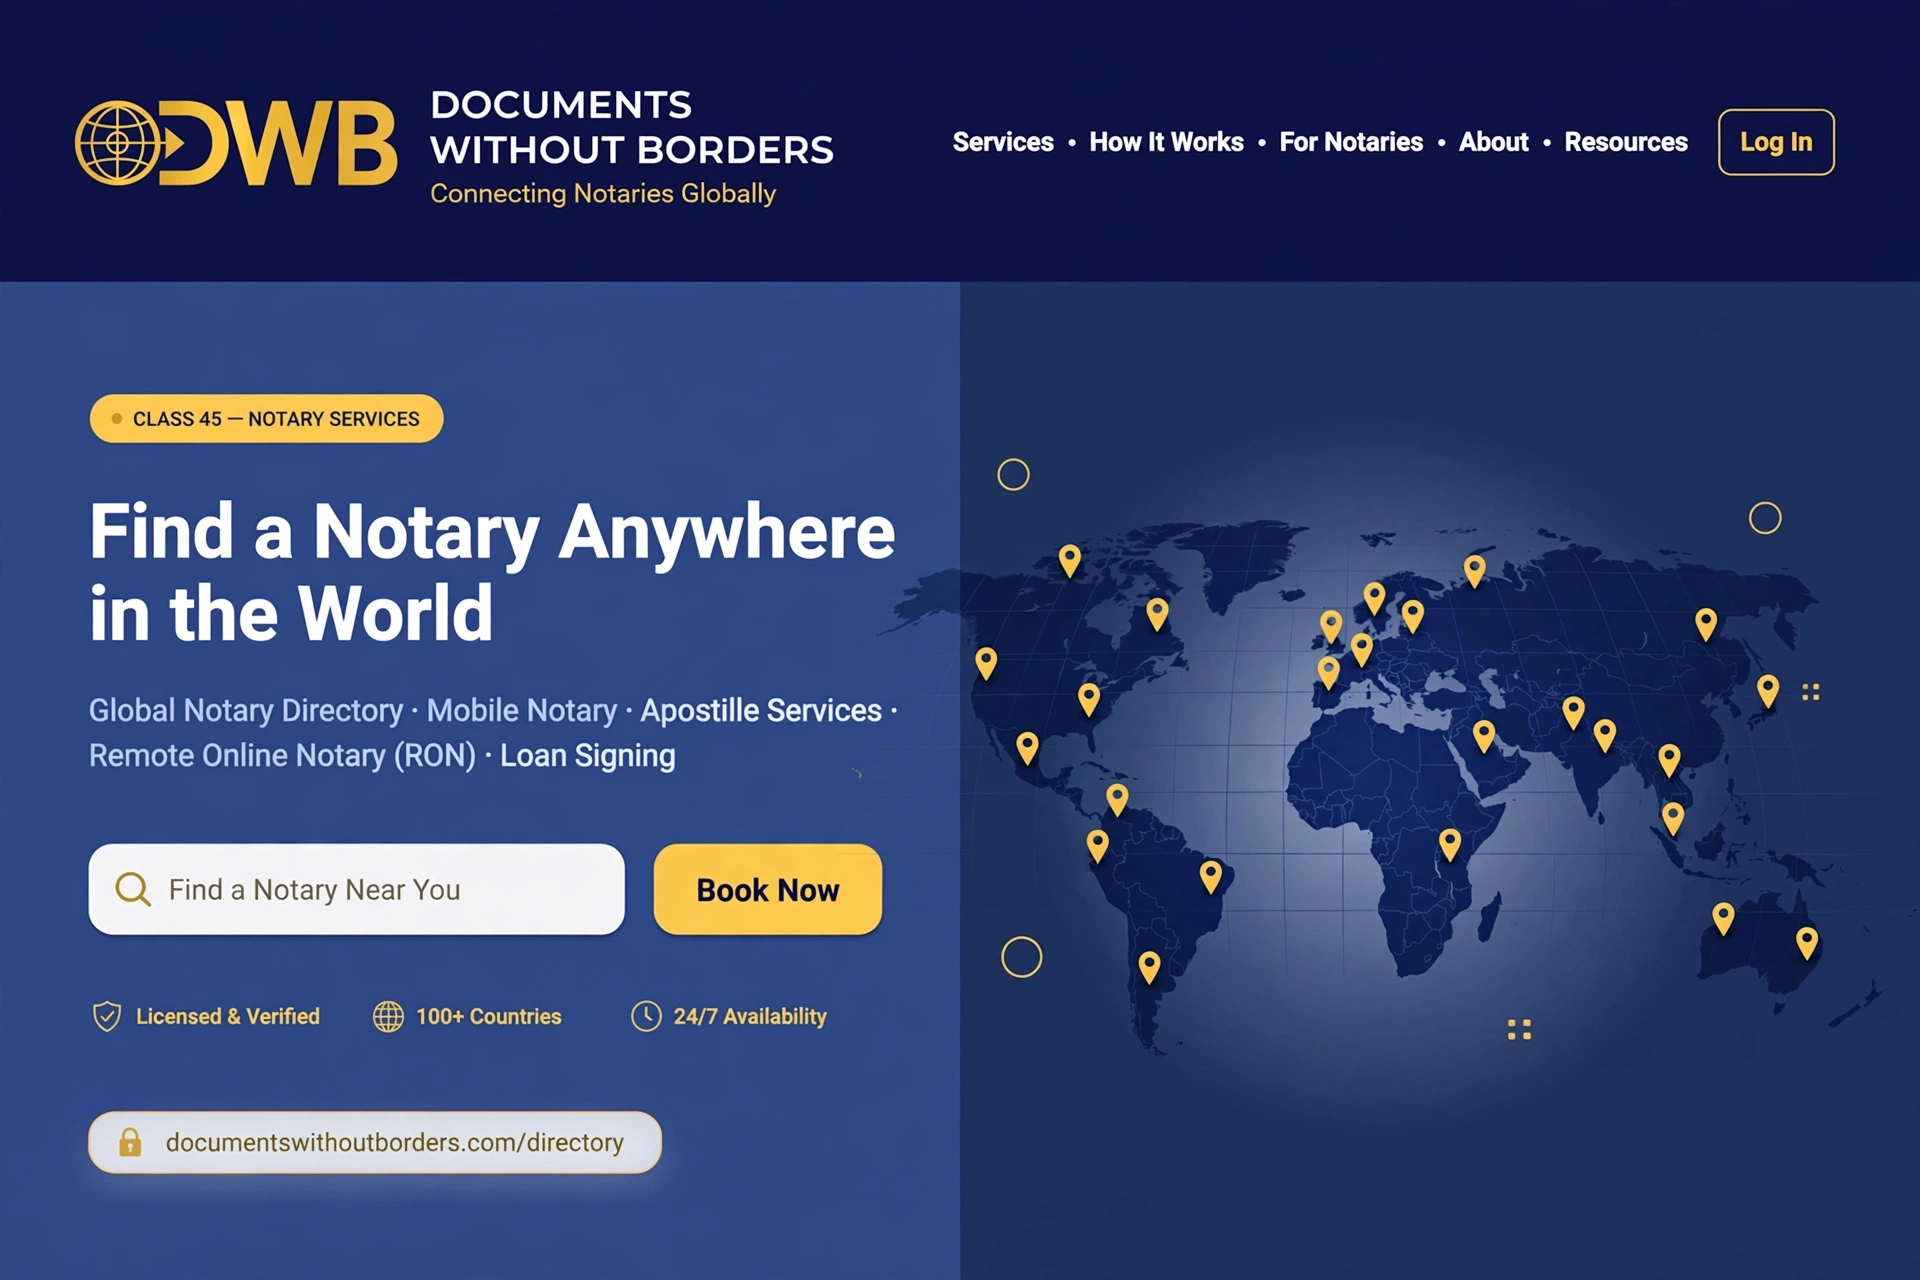 DWB
DOCUMENTS
WITHOUT BORDERS
Connecting Notaries Globally
Services • How It Works • For Notaries • About • Resources
Log In
CLASS 45 — NOTARY SERVICES
Find a Notary Anywhere
in the World
Global Notary Directory · Mobile Notary · Apostille Services ·
Remote Online Notary (RON) · Loan Signing
Find a Notary Near You
Book Now
Licensed & Verified
100+ Countries
24/7 Availability
documentswithoutborders.com/directory